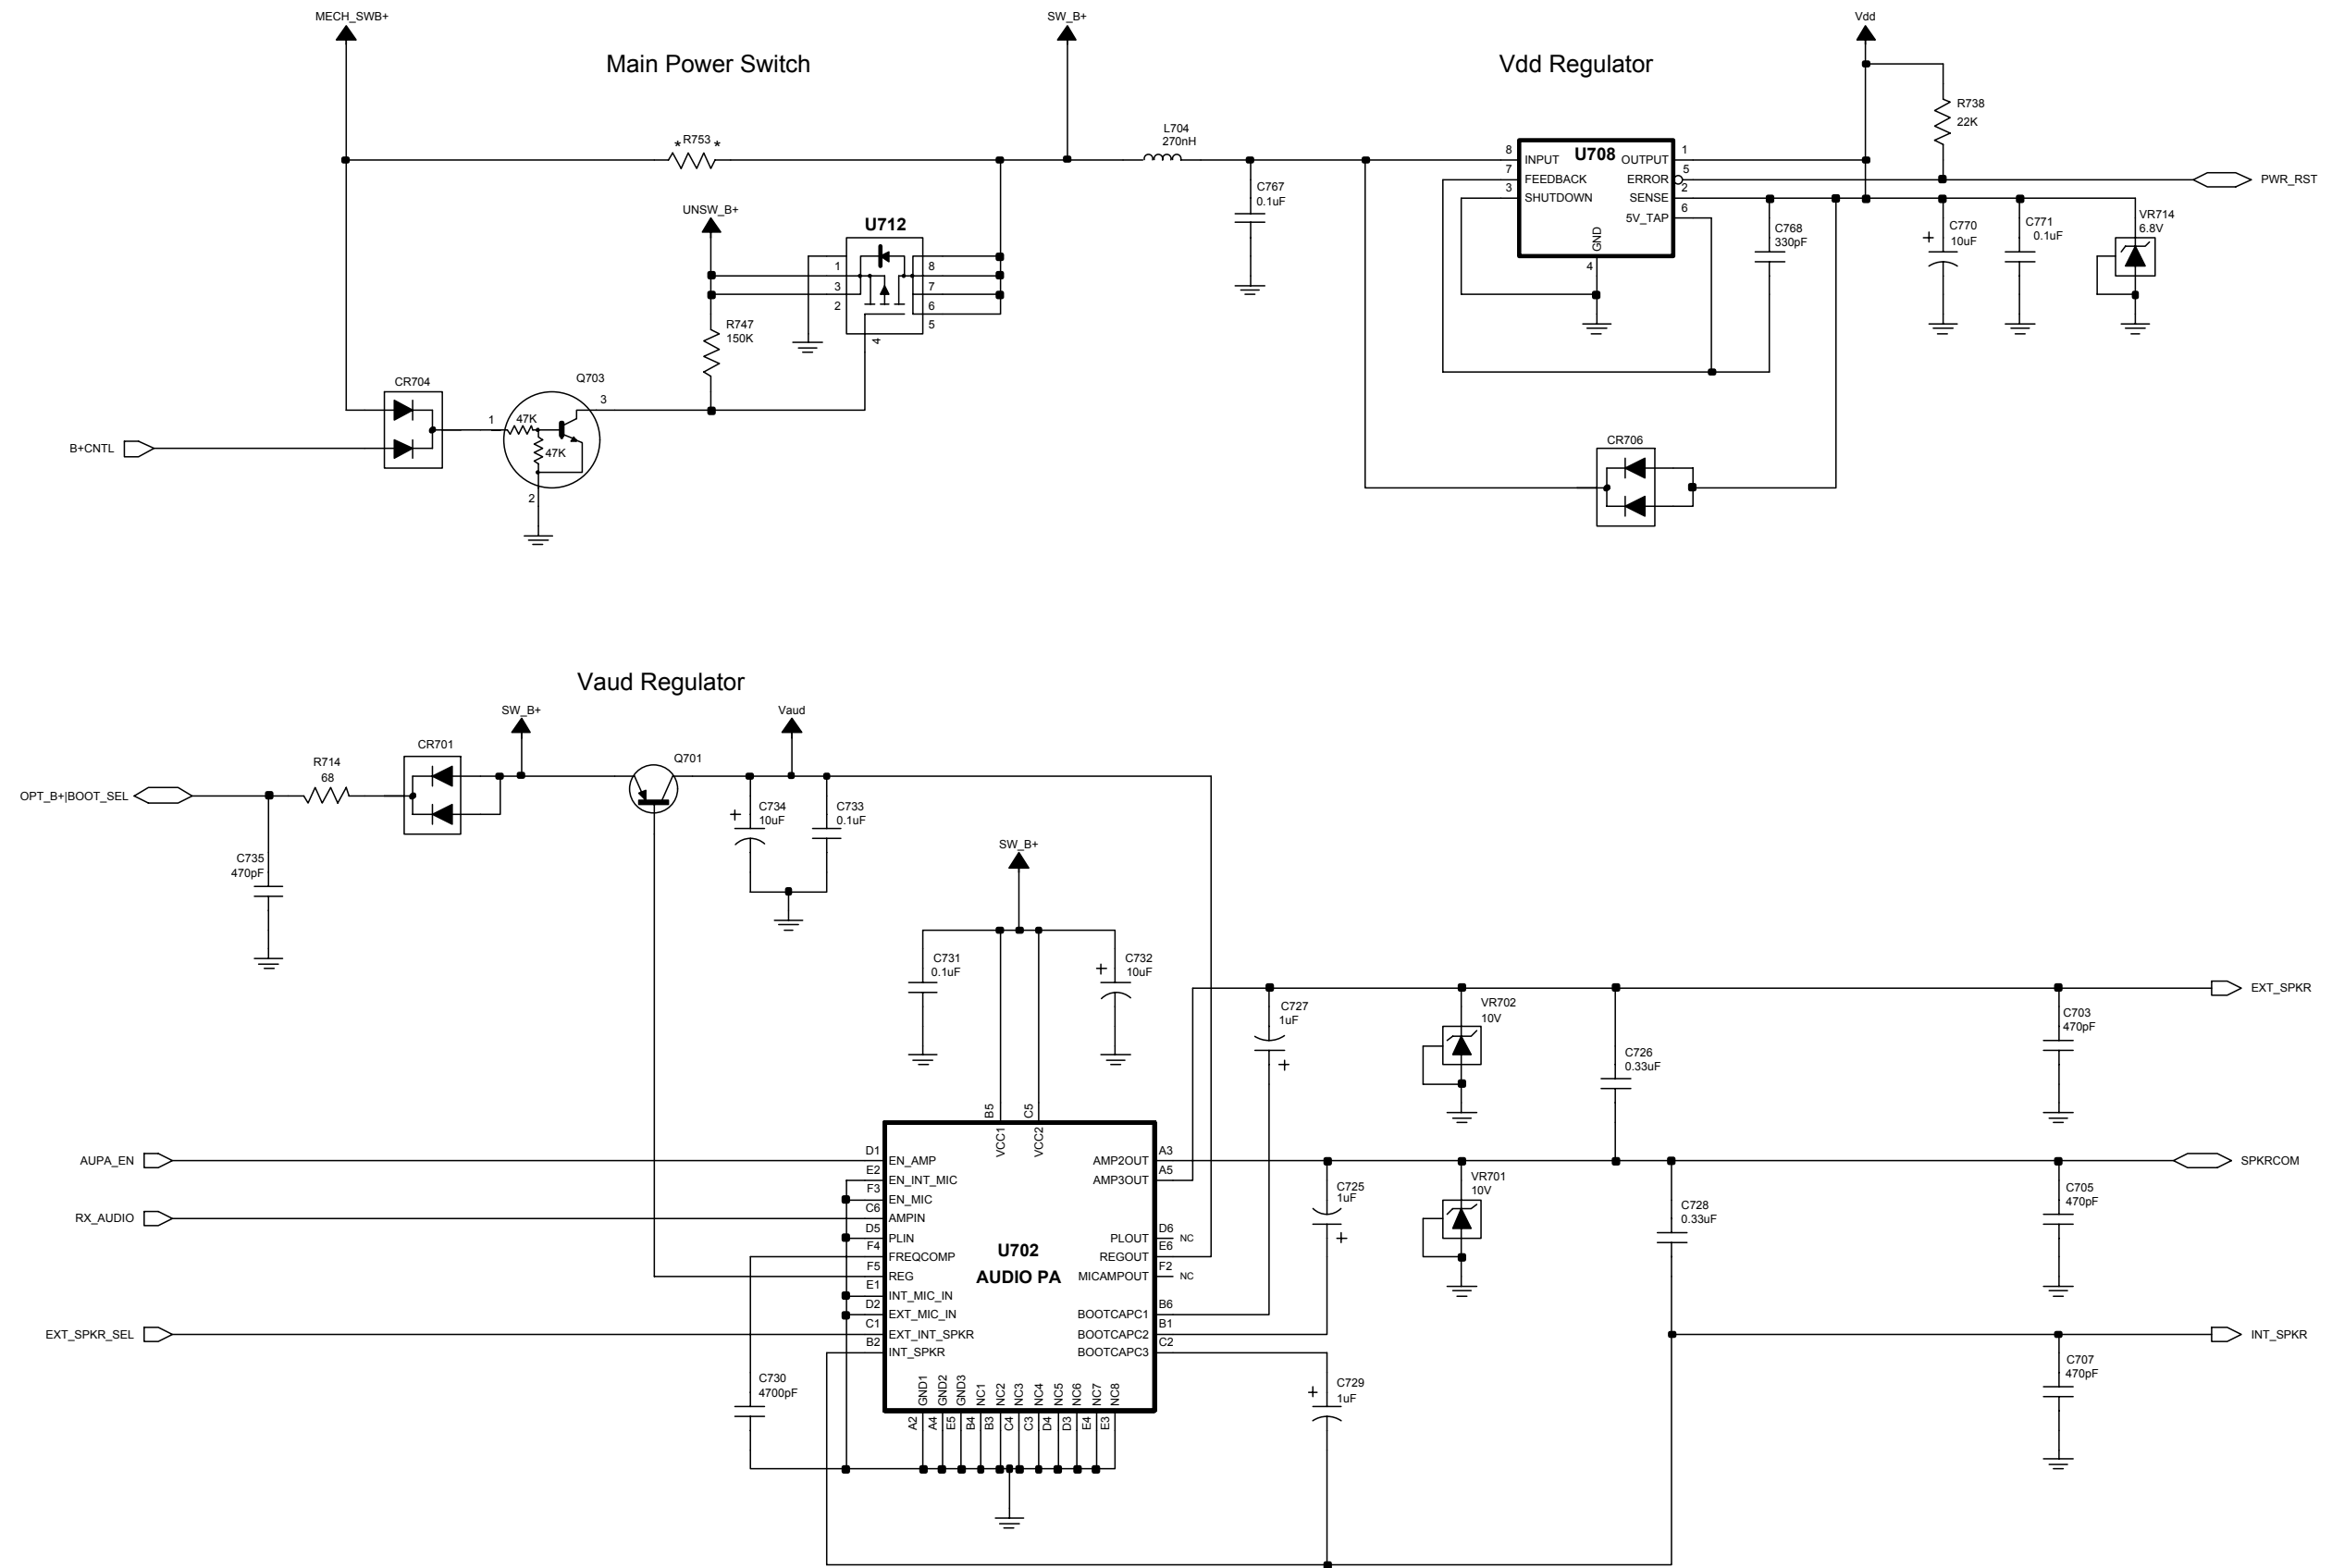 MECH_SWB+
SW_B+
Vdd
Main Power Switch
Vdd Regulator
*R753*
L704
270nH
R738
22K
C767
0.1uF
UNSW_B+
U712
1
3
2
8
7
6
5
4
R747
150K
U708
8 INPUT
7 FEEDBACK
3 SHUTDOWN
OUTPUT 1
ERROR 5
SENSE 2
5V_TAP 6
GND
4
PWR_RST
C768
330pF
+
C770
10uF
C771
0.1uF
VR714
6.8V
CR704
B+CNTL
Q703
1
47K
47K
3
2
CR706
Vaud Regulator
SW_B+
Vaud
CR701
R714
68
OPT_B+|BOOT_SEL
Q701
C735
470pF
+
C734
10uF
C733
0.1uF
SW_B+
C731
0.1uF
+
C732
10uF
C727
1uF
+
VR702
10V
C726
0.33uF
C703
470pF
EXT_SPKR
B5
VCC1
C5
VCC2
AUPA_EN
RX_AUDIO
EXT_SPKR_SEL
D1 EN_AMP
E2 EN_INT_MIC
F3 EN_MIC
C6 AMPIN
D5 PLIN
F4 FREQCOMP
F5 REG
E1 INT_MIC_IN
D2 EXT_MIC_IN
C1 EXT_INT_SPKR
B2 INT_SPKR
U702
AUDIO PA
AMP2OUT A3
AMP3OUT A5
PLOUT D6 NC
REGOUT E6
MICAMPOUT F2 NC
BOOTCAPC1 B6
BOOTCAPC2 B1
BOOTCAPC3 C2
GND1
GND2
GND3
NC1
NC2
NC3
NC4
NC5
NC6
NC7
NC8
A2
A4
E5
B4
B3
C4
C3
D4
D3
E4
E3
C725
1uF
+
VR701
10V
C728
0.33uF
C705
470pF
SPKRCOM
INT_SPKR
C707
470pF
C730
4700pF
+
C729
1uF